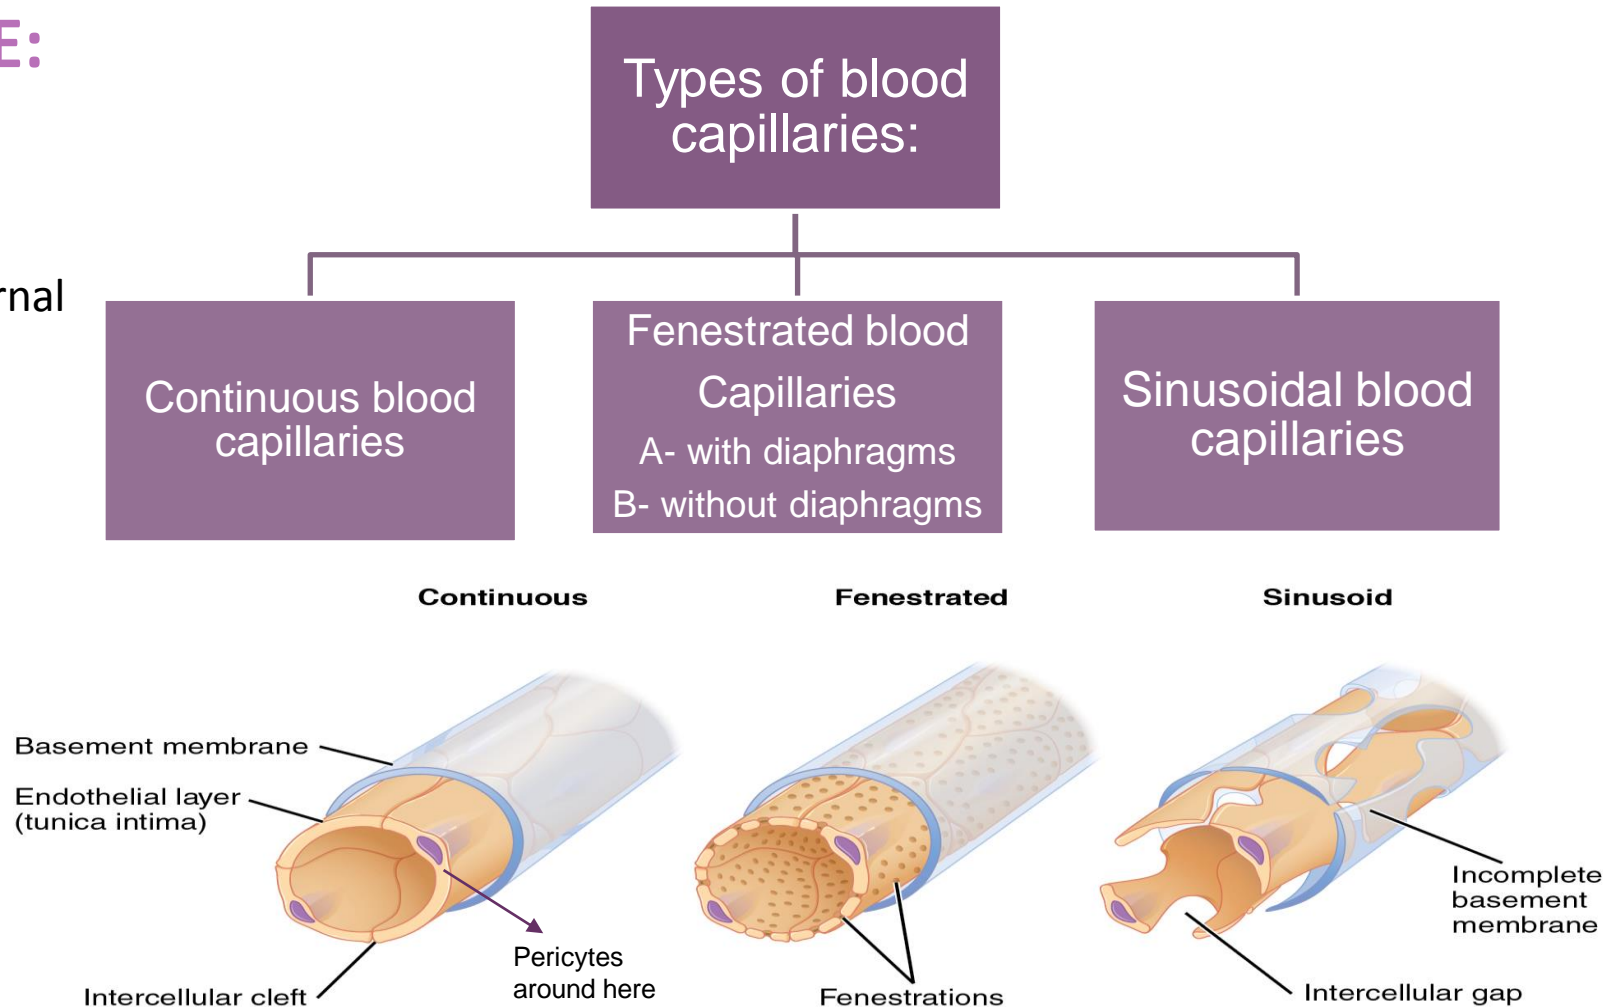 E:
Types of blood
capillaries:
rnal
Continuous blood
capillaries
Fenestrated blood
Capillaries
A- with diaphragms
B- without diaphragms
Sinusoidal blood
capillaries
Continuous
Fenestrated
Sinusoid
Basement membrane
Endothelial layer
(tunica intima)
Intercellular cleft
Pericytes
around here
Fenestrations
Incomplete
basement
membrane
Intercellular gap